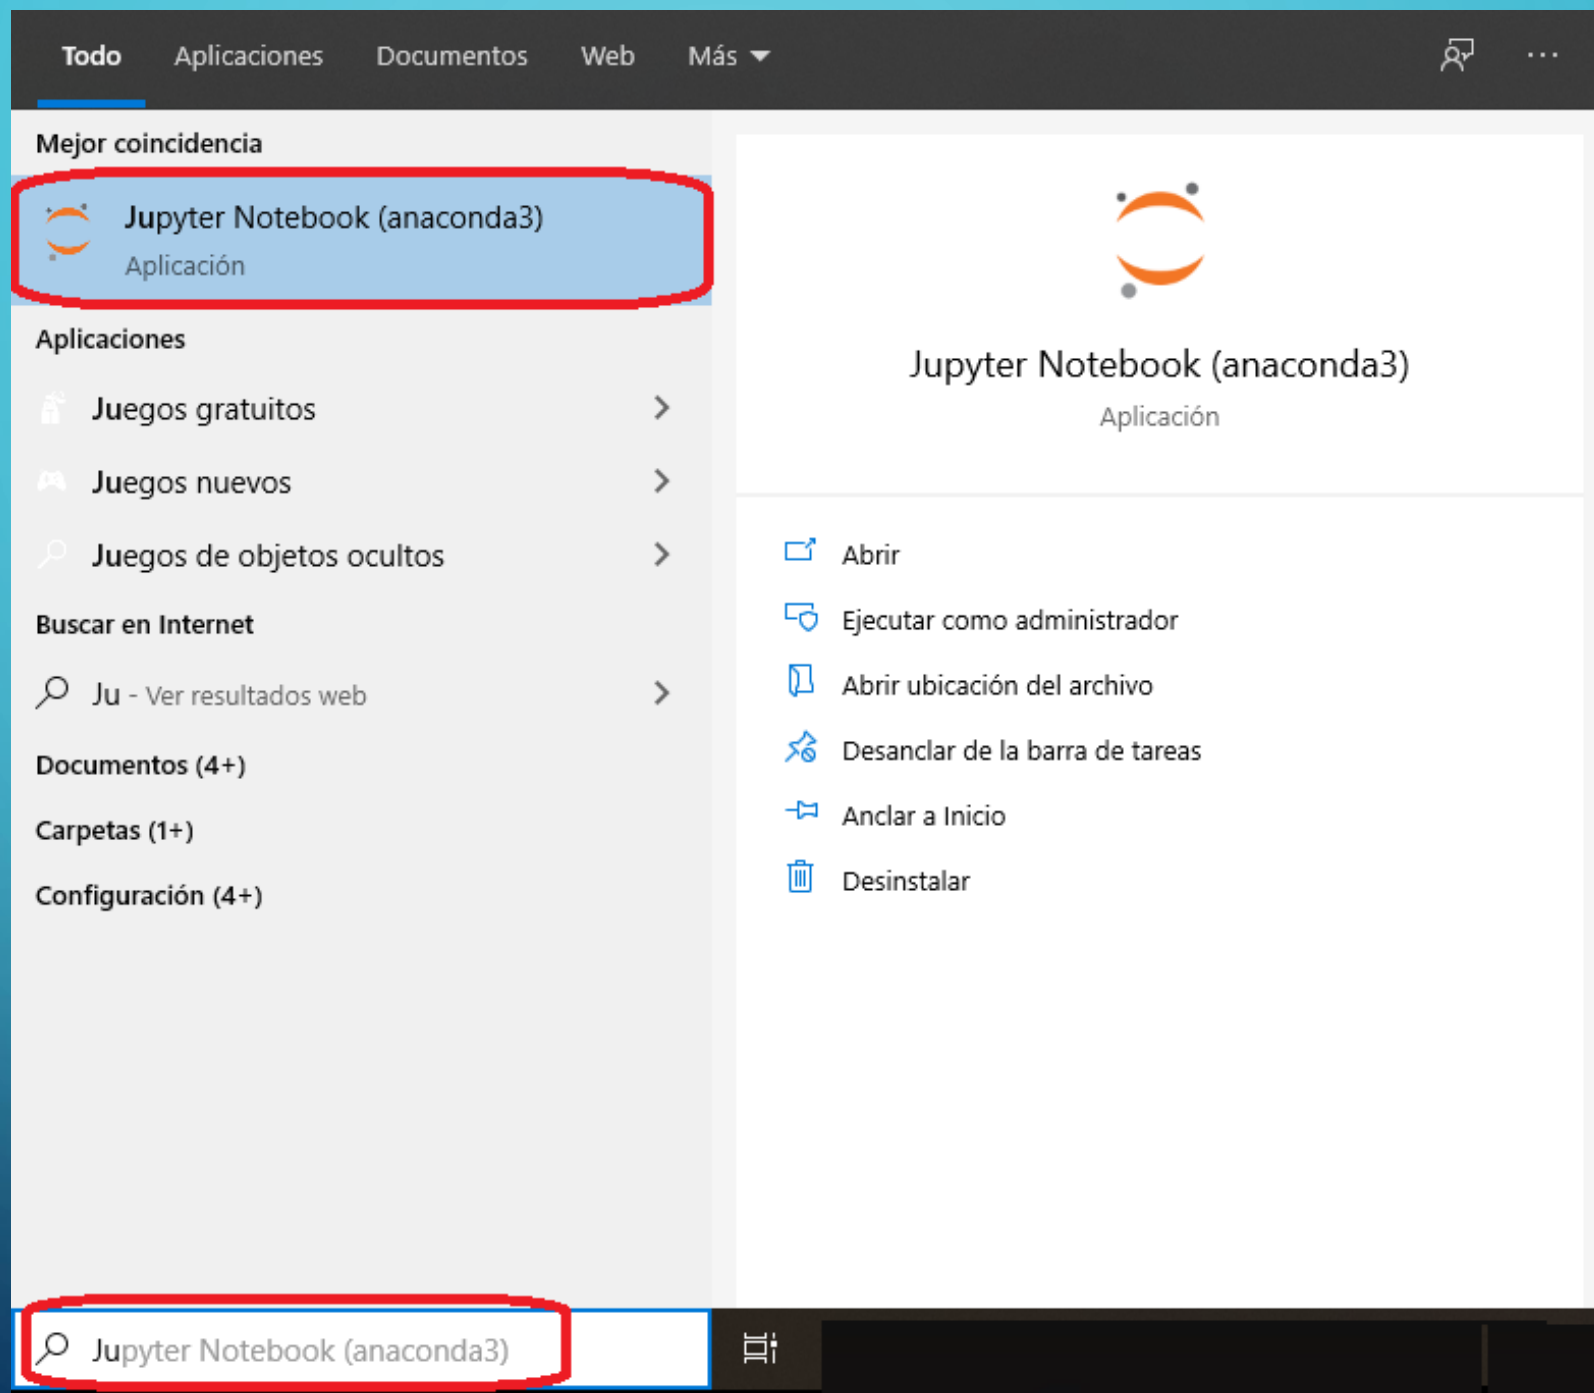 Todo Aplicaciones Documentos Web Más
Mejor coincidencia
Jupyter Notebook (anaconda3)
Aplicación
Aplicaciones
Juegos gratuitos
Juegos nuevos
Juegos de objetos ocultos
Buscar en Internet
Ju - Ver resultados web
Documentos (4+)
Carpetas (1+)
Configuración (4+)
Jupyter Notebook (anaconda3)
Aplicación
Abrir
Ejecutar como administrador
Abrir ubicación del archivo
Desanclar de la barra de tareas
Anclar a Inicio
Desinstalar
Jupyter Notebook (anaconda3)